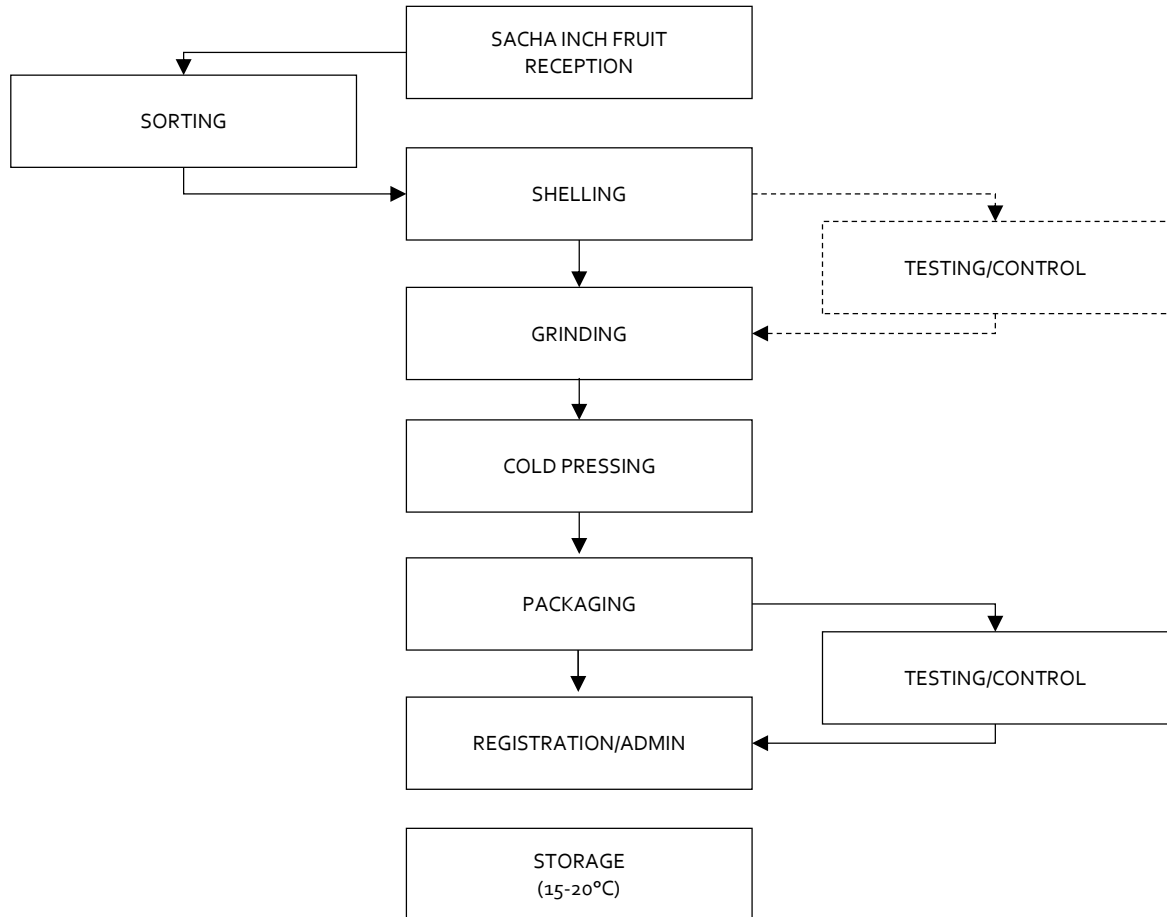 SACHA INCH FRUIT
RECEPTION
SORTING
SHELLING
TESTING/CONTROL
GRINDING
COLD PRESSING
PACKAGING
TESTING/CONTROL
REGISTRATION/ADMIN
STORAGE
(15-20°C)